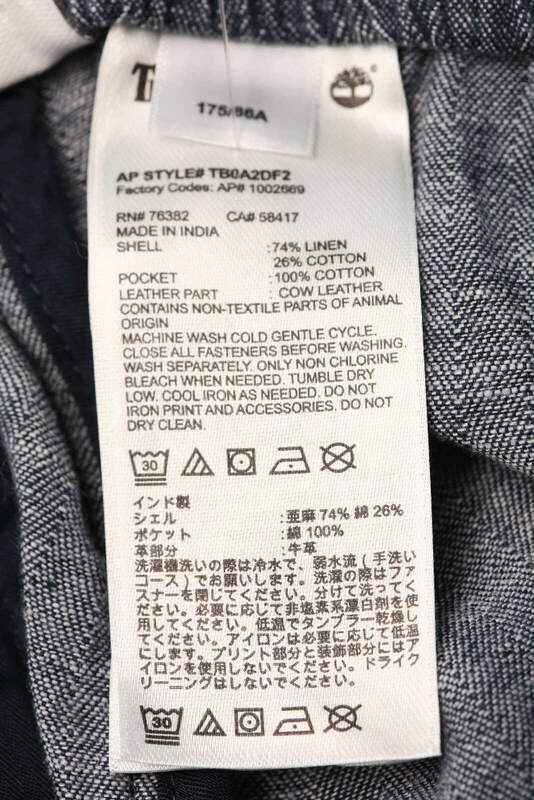 175/86A
AP STYLE# TB0A2DF2
Factory Codes: AP# 1002669
RN# 76382 CA# 58417
MADE IN INDIA
SHELL :74% LINEN
26% COTTON
POCKET :100% COTTON
LEATHER PART : COW LEATHER
CONTAINS NON-TEXTILE PARTS OF ANIMAL
ORIGIN
MACHINE WASH COLD GENTLE CYCLE.
CLOSE ALL FASTENERS BEFORE WASHING.
WASH SEPARATELY. ONLY NON CHLORINE
BLEACH WHEN NEEDED. TUMBLE DRY
LOW. COOL IRON AS NEEDED. DO NOT
IRON PRINT AND ACCESSORIES. DO NOT
DRY CLEAN.
30
インド製
シェル :亜麻 74% 綿 26%
ポケット :綿 100%
革部分 :牛革
洗濯機洗いの際は冷水で、弱水流(手洗い
コース)でお願いします。洗濯の際はファ
スナーを閉じてください。分けて洗ってく
ださい。必要に応じて非塩素系漂白剤を使
用してください。低温でタンブラー乾燥し
てください。アイロンは必要に応じて低温
にします。プリント部分と装飾部分にはア
イロンを使用しないでください。ドライク
リーニングはしないでください。
30